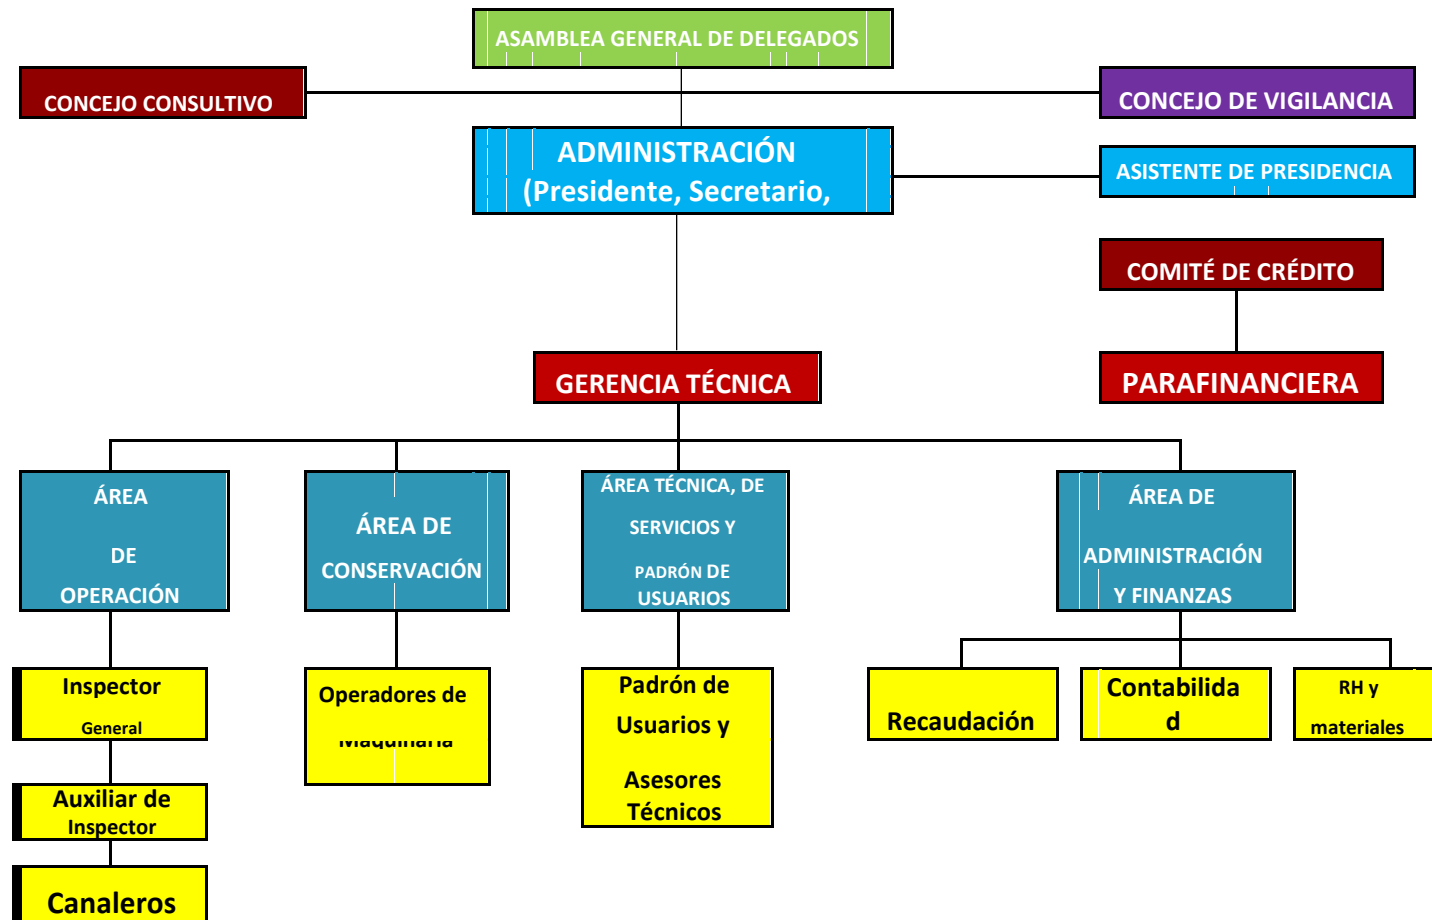 ASAMBLEA GENERAL DE DELEGADOS
CONCEJO CONSULTIVO
CONCEJO DE VIGILANCIA
ADMINISTRACIÓN
(Presidente, Secretario,
ASISTENTE DE PRESIDENCIA
COMITÉ DE CRÉDITO
GERENCIA TÉCNICA
PARAFINANCIERA
ÁREA
DE
OPERACIÓN
ÁREA DE
CONSERVACIÓN
ÁREA TÉCNICA, DE
SERVICIOS Y
PADRÓN DE
USUARIOS
ÁREA DE
ADMINISTRACIÓN
Y FINANZAS
Inspector
General
Operadores de
Maquinaria
Padrón de
Usuarios y
Asesores
Técnicos
Recaudación
Contabilida
d
RH y
materiales
Auxiliar de
Inspector
Canaleros